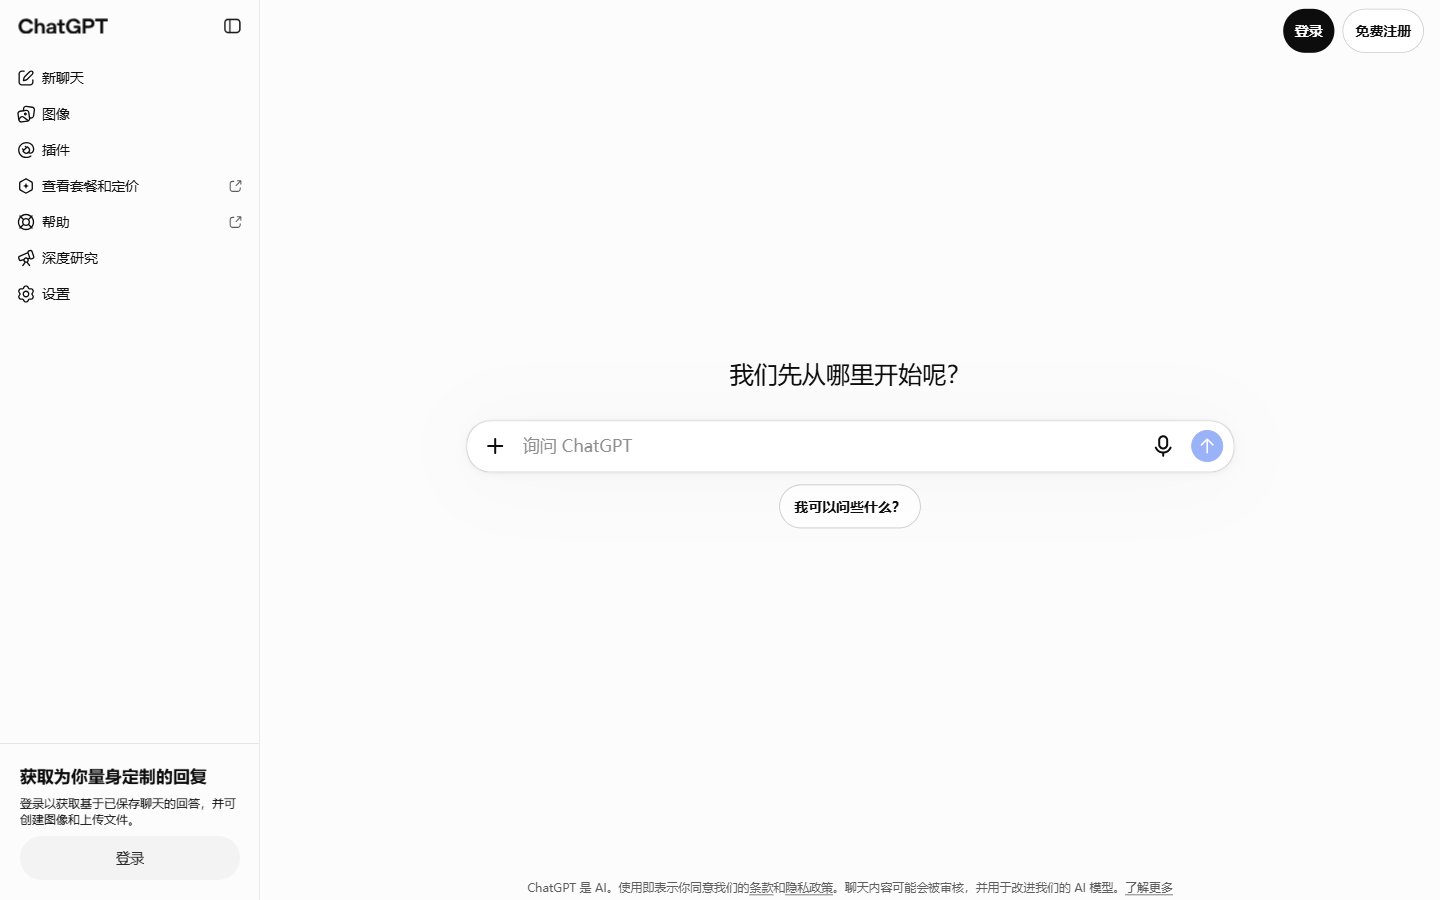 ChatGPT
新聊天
图像
插件
查看套餐和定价
帮助
深度研究
设置
获取为你量身定制的回复
登录以获取基于已保存聊天的回答，并可
创建图像和上传文件。
登录
登录
免费注册
我们先从哪里开始呢？
询问 ChatGPT
我可以问些什么？
ChatGPT 是 AI。使用即表示你同意我们的条款和隐私政策。聊天内容可能会被审核，并用于改进我们的 AI 模型。了解更多